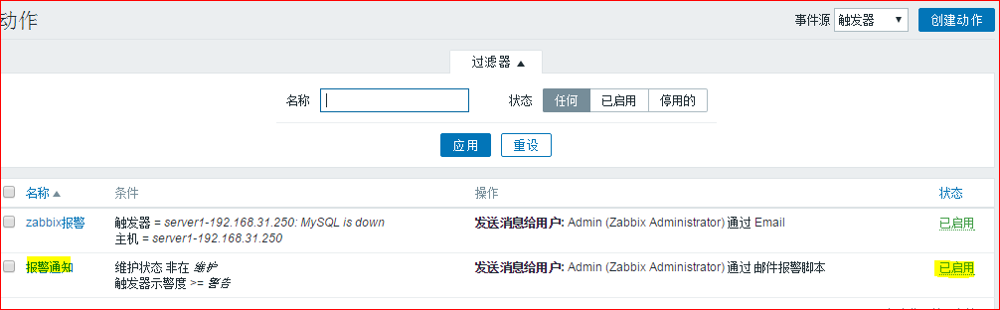 动作
事件源 触发器 创建动作
过滤器
名称 状态 任何 已启用 停用的
应用 重设
名称 条件 操作 状态
zabbix报警 触发器 = server1-192.168.31.250: MySQL is down 发送消息给用户: Admin (Zabbix Administrator) 通过 Email 已启用
主机 = server1-192.168.31.250
报警通知 维护状态 非在 维护 发送消息给用户: Admin (Zabbix Administrator) 通过 邮件报警脚本 已启用
触发器示警度 >= 警告